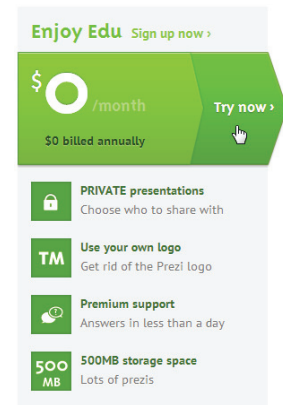 Enjoy Edu Sign up now ›
$0 /month
Try now ›
$0 billed annually
PRIVATE presentations
Choose who to share with
TM
Use your own logo
Get rid of the Prezi logo
Premium support
Answers in less than a day
500 MB
500MB storage space
Lots of prezis